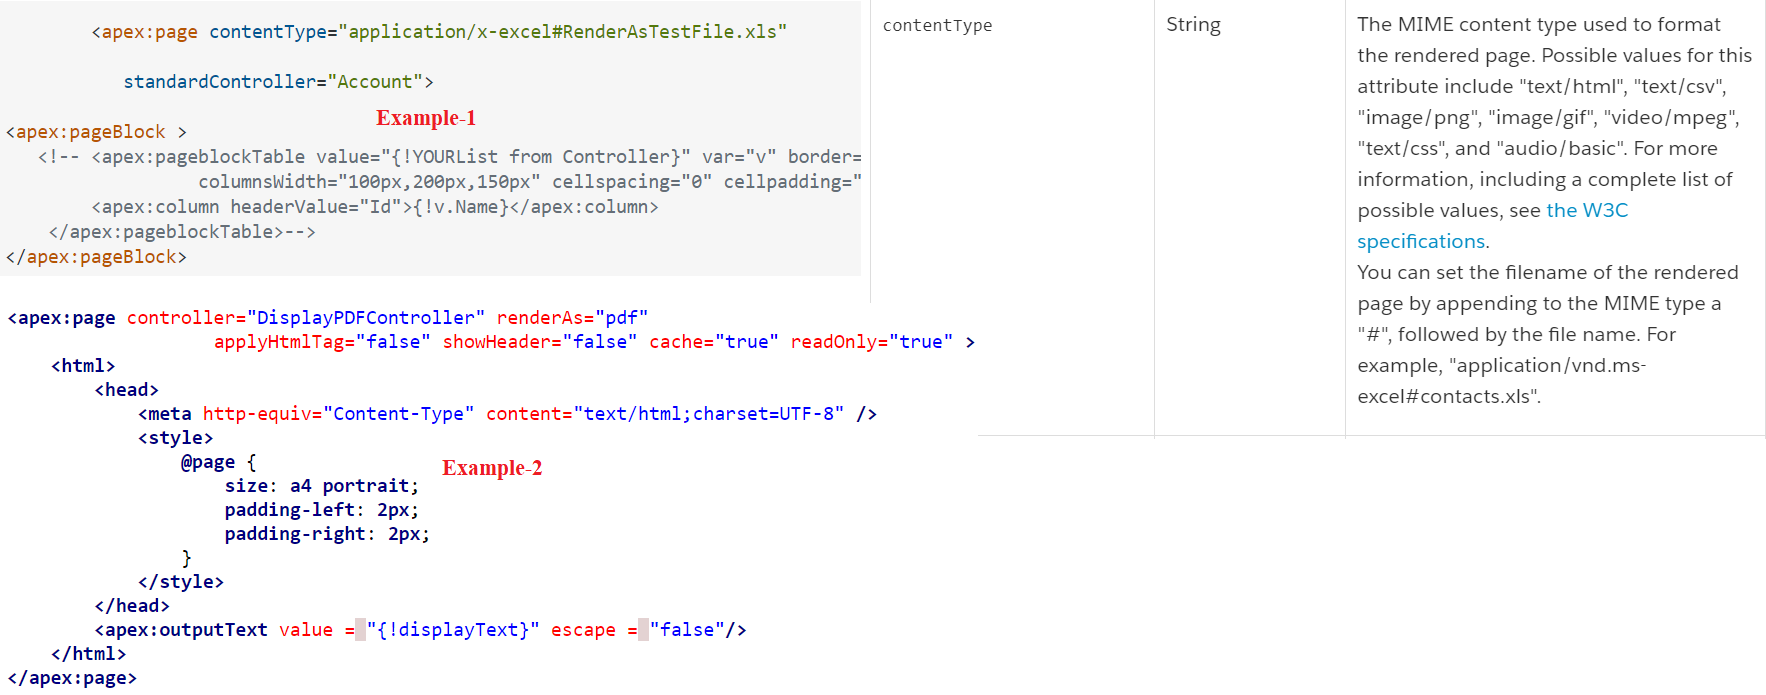 <apex:page contentType="application/x-excel#RenderAsTestFile.xls"
standardController="Account">
Example-1
<apex:pageBlock >
<!-- <apex:pageblockTable value="{!YOURList from Controller}" var="v" border=
columnsWidth="100px,200px,150px" cellspacing="0" cellpadding="
<apex:column headerValue="Id">{!v.Name}</apex:column>
</apex:pageblockTable>-->
</apex:pageBlock>
contentType
String
The MIME content type used to format
the rendered page. Possible values for this
attribute include "text/html", "text/csv",
"image/png", "image/gif", "video/mpeg",
"text/css", and "audio/basic". For more
information, including a complete list of
possible values, see the W3C
specifications.
You can set the filename of the rendered
page by appending to the MIME type a
"#", followed by the file name. For
example, "application/vnd.ms-
excel#contacts.xls".
<apex:page controller="DisplayPDFController" renderAs="pdf"
applyHtmlTag="false" showHeader="false" cache="true" readOnly="true" >
<html>
<head>
<meta http-equiv="Content-Type" content="text/html;charset=UTF-8" />
<style>
@page {
Example-2
size: a4 portrait;
padding-left: 2px;
padding-right: 2px;
}
</style>
</head>
<apex:outputText value = "{!displayText}" escape = "false"/>
</html>
</apex:page>